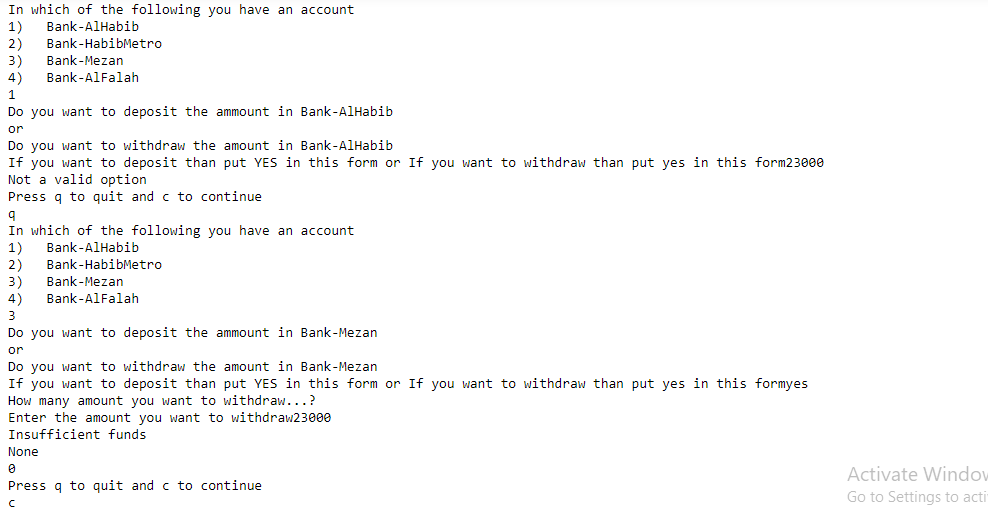 In which of the following you have an account
1)   Bank-AlHabib
2)   Bank-HabibMetro
3)   Bank-Mezan
4)   Bank-AlFalah
1
Do you want to deposit the ammount in Bank-AlHabib
or
Do you want to withdraw the amount in Bank-AlHabib
If you want to deposit than put YES in this form or If you want to withdraw than put yes in this form23000
Not a valid option
Press q to quit and c to continue
q
In which of the following you have an account
1)   Bank-AlHabib
2)   Bank-HabibMetro
3)   Bank-Mezan
4)   Bank-AlFalah
3
Do you want to deposit the ammount in Bank-Mezan
or
Do you want to withdraw the amount in Bank-Mezan
If you want to deposit than put YES in this form or If you want to withdraw than put yes in this formyes
How many amount you want to withdraw...?
Enter the amount you want to withdraw23000
Insufficient funds
None
0
Press q to quit and c to continue
c
Activate Window
Go to Settings to acti